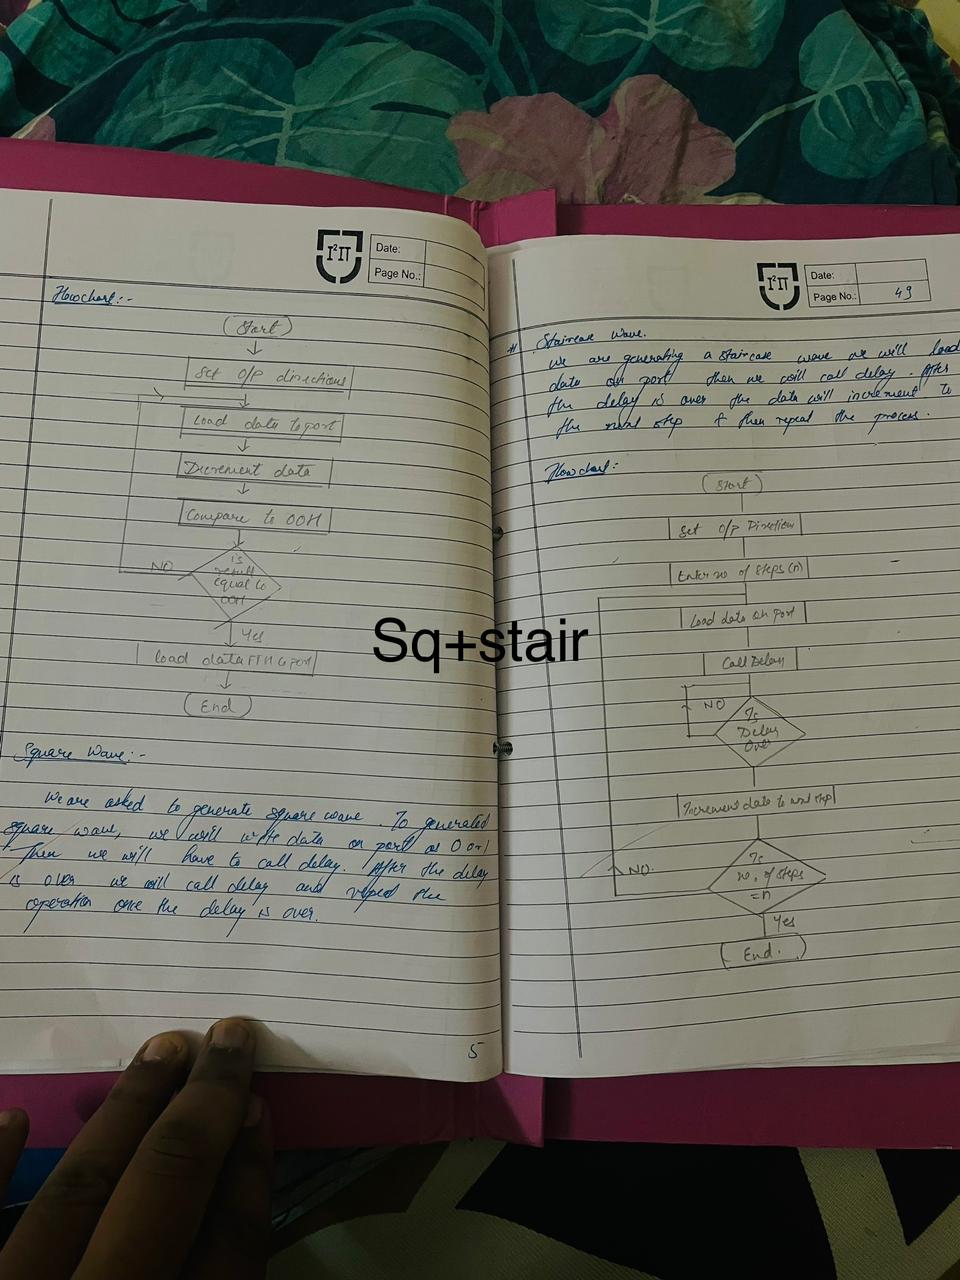 I²IT
Date:
Page No.:
Flowchart:-
Start
Set O/P directions
Load data to port
Decrement data
Compare to 00H
NO
is
result
equal to
00H
Yes
load data FFH to port
End
Square Wave:-
We are asked to generate square wave. To generated
square wave, we will write data on port as 0 or 1
Then we will have to call delay. After the delay
is over we will call delay and repeat the
operation once the delay is over.
5
Sq+stair
I²IT
Date:
Page No.: 49
# Staircase Wave.
we are generating a staircase wave we will load
data on port then we will call delay. After
the delay is over the data will increment to
the next step & then repeat the process.
Flowchart:
Start
Set O/P Direction
Enter no of steps (n)
Load data on port
Call Delay
NO
Is
Delay
Over
Increment data to next step
NO.
Is
no. of steps
=n
Yes
End.